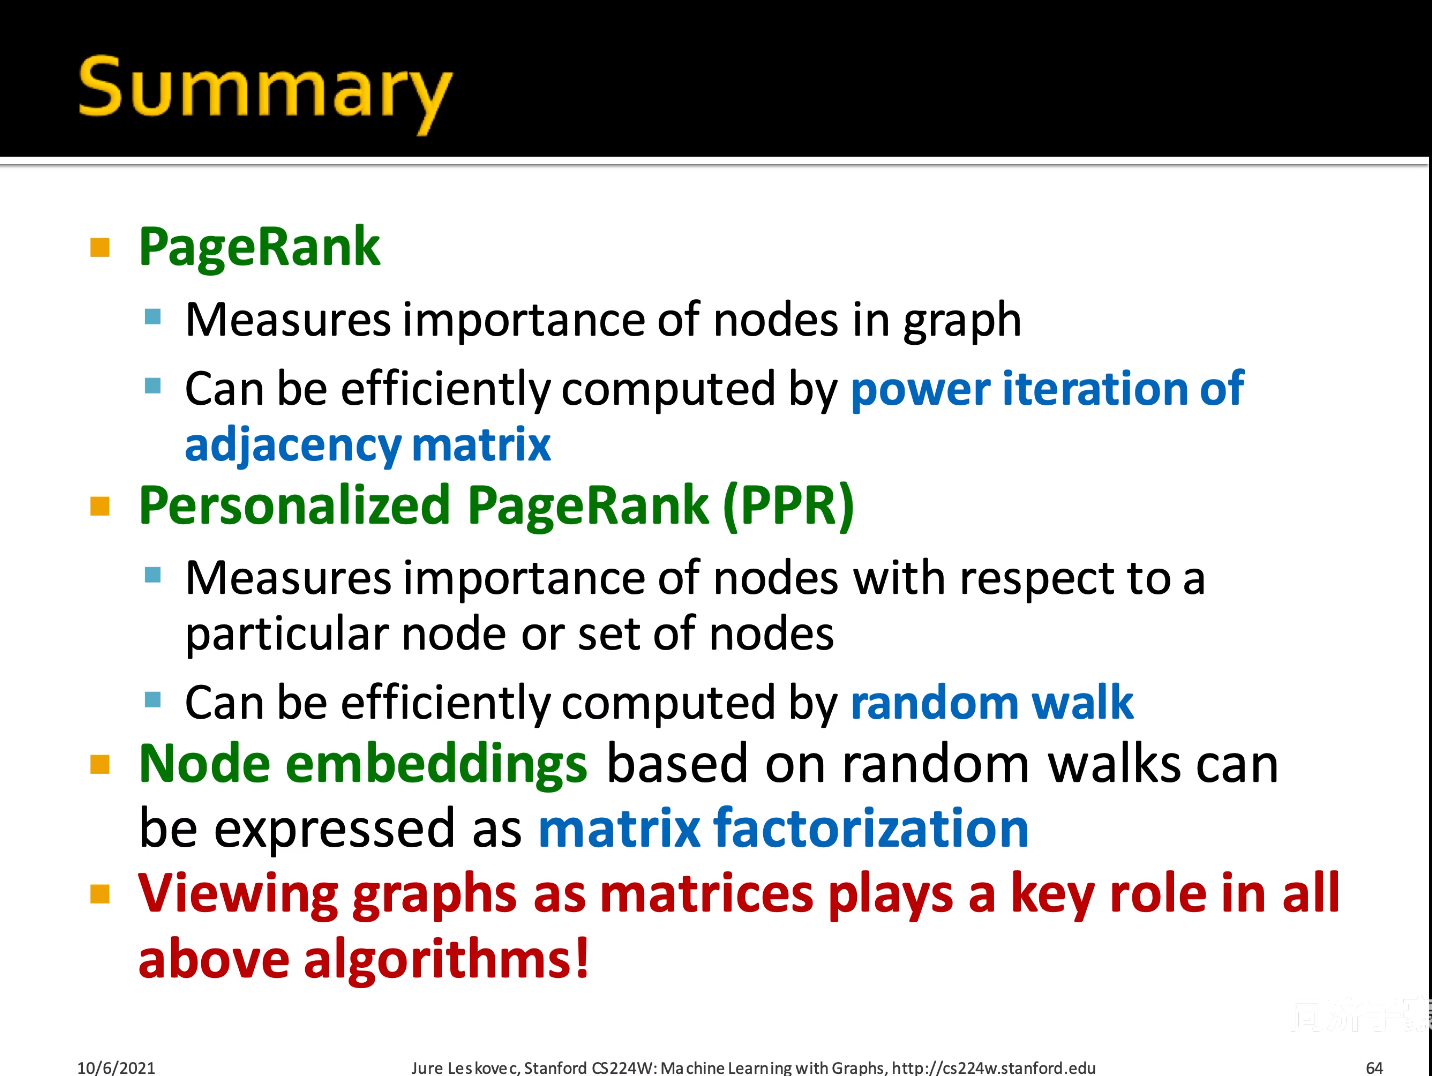 Summary
PageRank
Measures importance of nodes in graph
Can be efficiently computed by power iteration of
adjacency matrix
Personalized PageRank (PPR)
Measures importance of nodes with respect to a
particular node or set of nodes
Can be efficiently computed by random walk
Node embeddings based on random walks can
be expressed as matrix factorization
Viewing graphs as matrices plays a key role in all
above algorithms!
10/6/2021
Jure Leskovec, Stanford CS224W: Machine Learning with Graphs, http://cs224w.stanford.edu
64